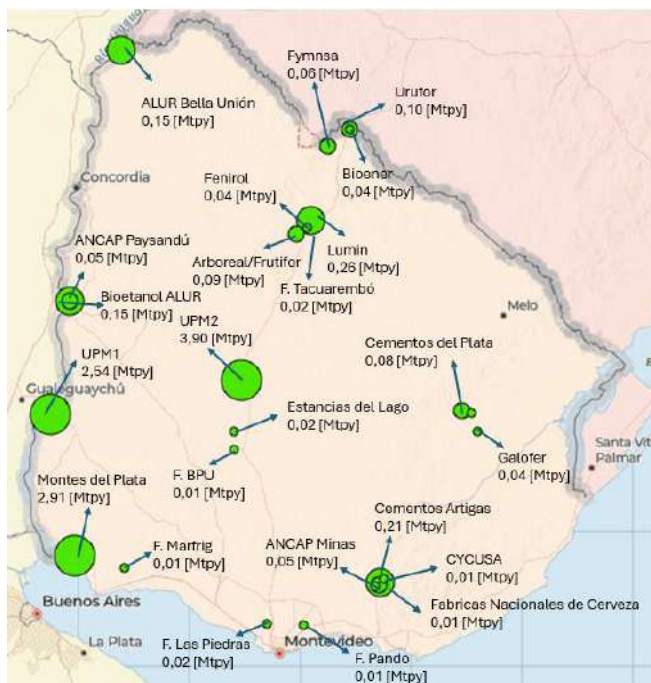 Fymnsa
0,06 [Mtpy]
Urufor
0,10 [Mtpy]
ALUR Bella Unión
0,15 [Mtpy]
Bioener
0,04 [Mtpy]
Fenirol
0,04 [Mtpy]
Concordia
ANCAP Paysandú
0,05 [Mtpy]
Arboreal/Frutifor
0,09 [Mtpy]
Lumin
0,26 [Mtpy]
F. Tacuarembó
0,02 [Mtpy]
Bioetanol ALUR
0,15 [Mtpy]
Melo
UPM2
3,90 [Mtpy]
Cementos del Plata
0,08 [Mtpy]
UPM1
2,54 [Mtpy]
Gualeguaychú
Estancias del Lago
0,02 [Mtpy]
Galofer
0,04 [Mtpy]
Santa Vit
Palmar
F. BPU
0,01 [Mtpy]
Montes del Plata
2,91 [Mtpy]
Cementos Artigas
0,21 [Mtpy]
F. Marfrig
0,01 [Mtpy]
ANCAP Minas
0,05 [Mtpy]
CYCUSA
0,01 [Mtpy]
Fabricas Nacionales de Cerveza
0,01 [Mtpy]
Buenos Aires
La Plata
F. Las Piedras
0,02 [Mtpy]
Montevideo
F. Pando
0,01 [Mtpy]